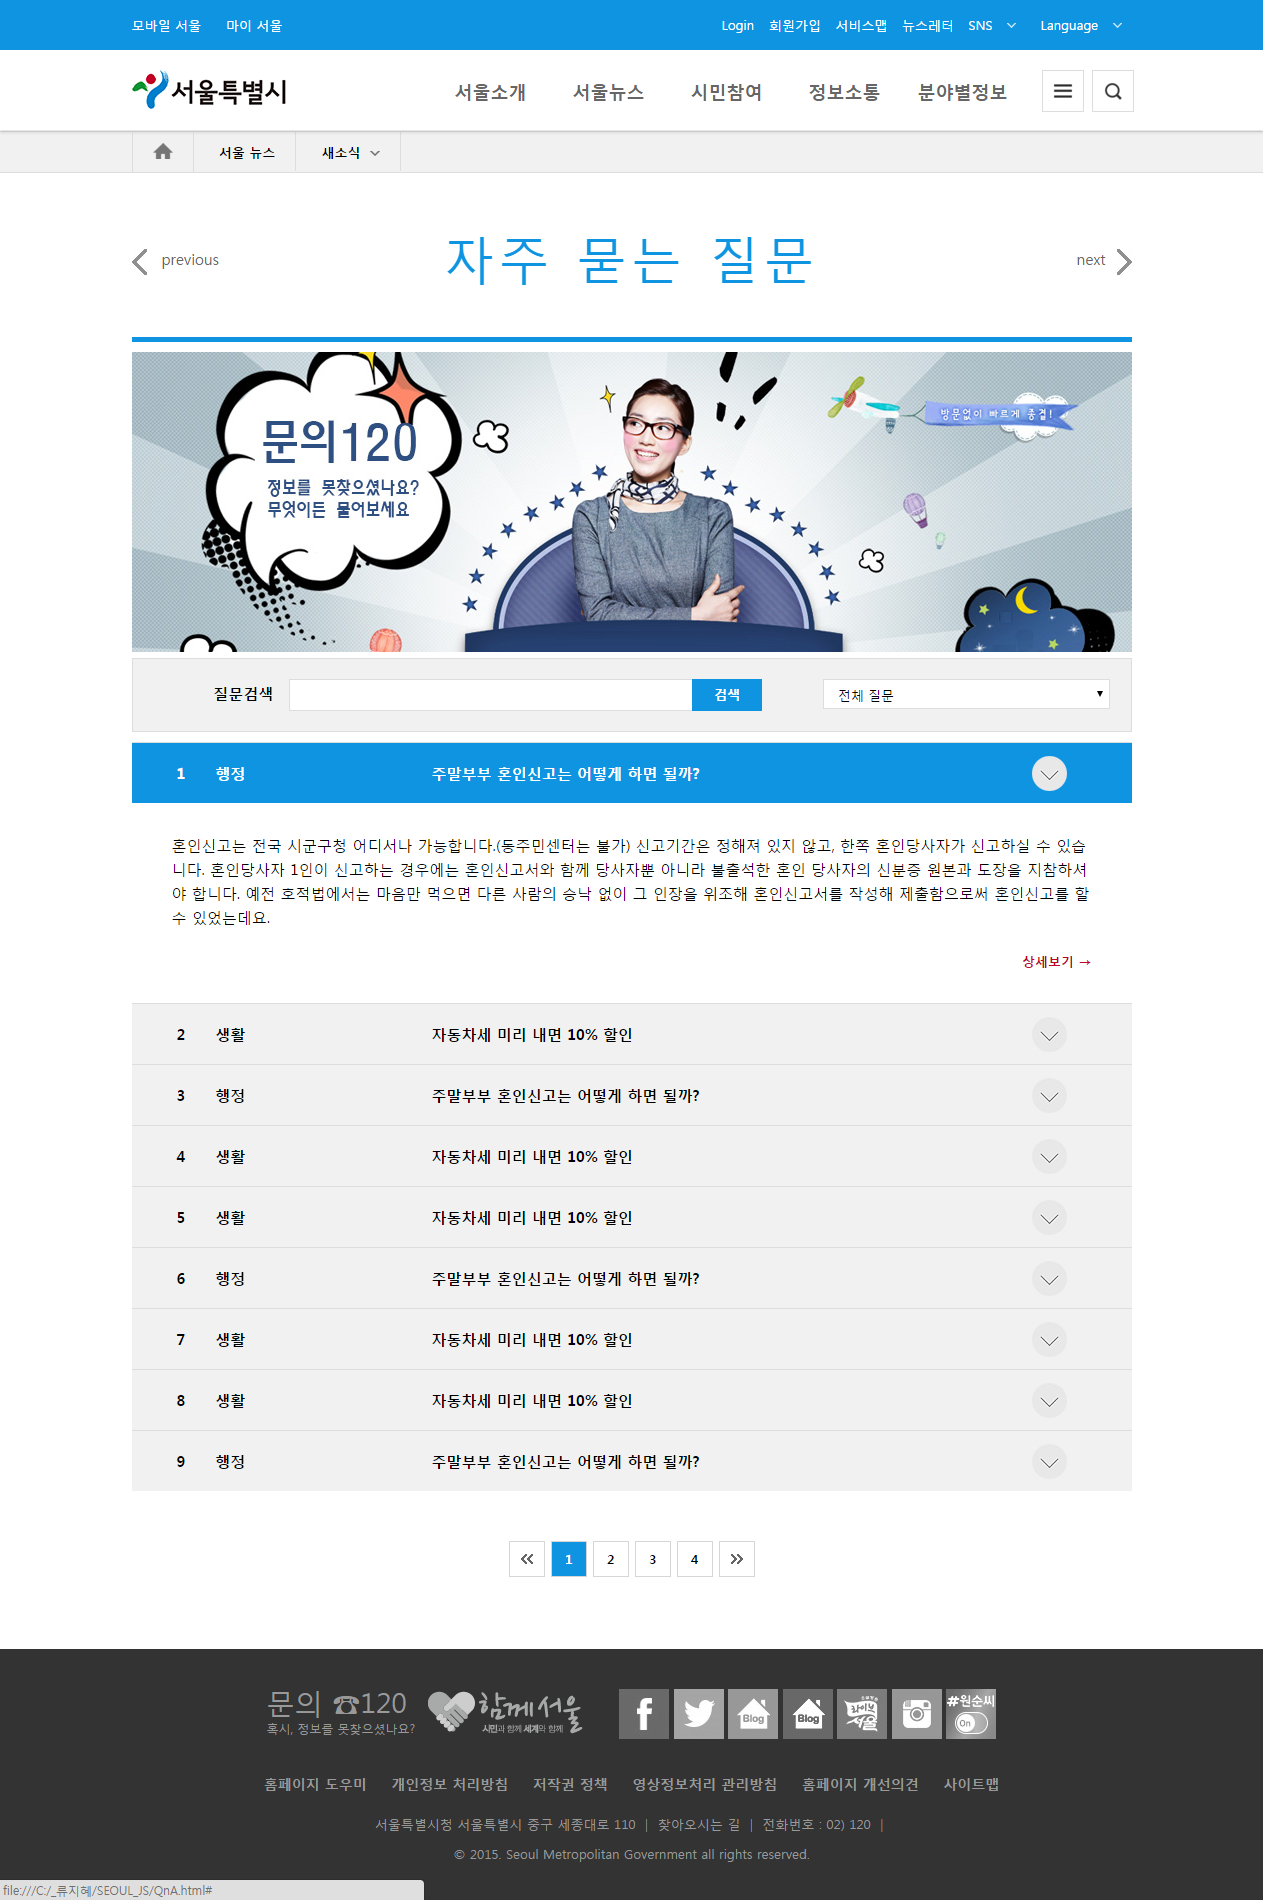 모바일 서울 마이 서울 Login 회원가입 서비스맵 뉴스레터 SNS Language
서울특별시 서울소개 서울뉴스 시민참여 정보소통 분야별정보
서울 뉴스 새소식
previous 자주 묻는 질문 next
문의120
정보를 못찾으셨나요?
무엇이든 물어보세요
방문없이 빠르게 종결!
질문검색 검색 전체 질문
1 행정 주말부부 혼인신고는 어떻게 하면 될까?
혼인신고는 전국 시군구청 어디서나 가능합니다.(동주민센터는 불가) 신고기간은 정해져 있지 않고, 한쪽 혼인당사자가 신고하실 수 있습
니다. 혼인당사자 1인이 신고하는 경우에는 혼인신고서와 함께 당사자뿐 아니라 불출석한 혼인 당사자의 신분증 원본과 도장을 지참하셔
야 합니다. 예전 호적법에서는 마음만 먹으면 다른 사람의 승낙 없이 그 인장을 위조해 혼인신고서를 작성해 제출함으로써 혼인신고를 할
수 있었는데요.
상세보기 →
2 생활 자동차세 미리 내면 10% 할인
3 행정 주말부부 혼인신고는 어떻게 하면 될까?
4 생활 자동차세 미리 내면 10% 할인
5 생활 자동차세 미리 내면 10% 할인
6 행정 주말부부 혼인신고는 어떻게 하면 될까?
7 생활 자동차세 미리 내면 10% 할인
8 생활 자동차세 미리 내면 10% 할인
9 행정 주말부부 혼인신고는 어떻게 하면 될까?
« 1 2 3 4 »
문의 ☎120
혹시, 정보를 못찾으셨나요?
함께서울
시민과 함께 세계와 함께
f Blog Blog 라이브서울 #원순씨 On
홈페이지 도우미 개인정보 처리방침 저작권 정책 영상정보처리 관리방침 홈페이지 개선의견 사이트맵
서울특별시청 서울특별시 중구 세종대로 110 | 찾아오시는 길 | 전화번호 : 02) 120 |
© 2015. Seoul Metropolitan Government all rights reserved.
file:///C:/_류지혜/SEOUL_JS/QnA.html#